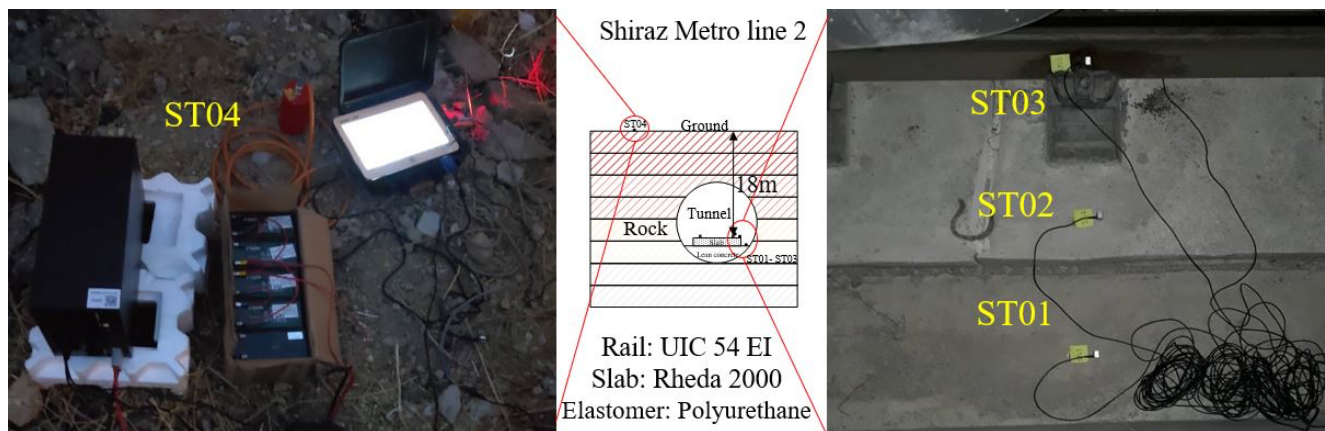 ST04
Shiraz Metro line 2
ST04
Ground
18m
Tunnel
Rock
Slab
Lean concrete
ST01- ST03
Rail: UIC 54 EI
Slab: Rheda 2000
Elastomer: Polyurethane
ST03
ST02
ST01